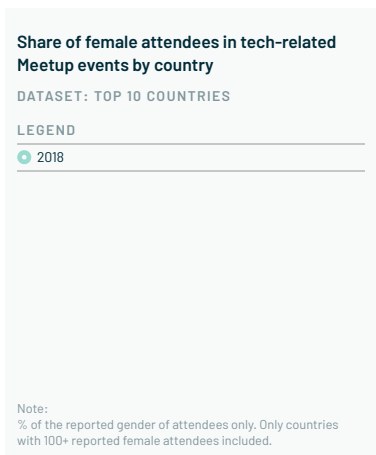 Share of female attendees in tech-related
Meetup events by country
DATASET: TOP 10 COUNTRIES
LEGEND
2018
Note:
% of the reported gender of attendees only. Only countries
with 100+ reported female attendees included.